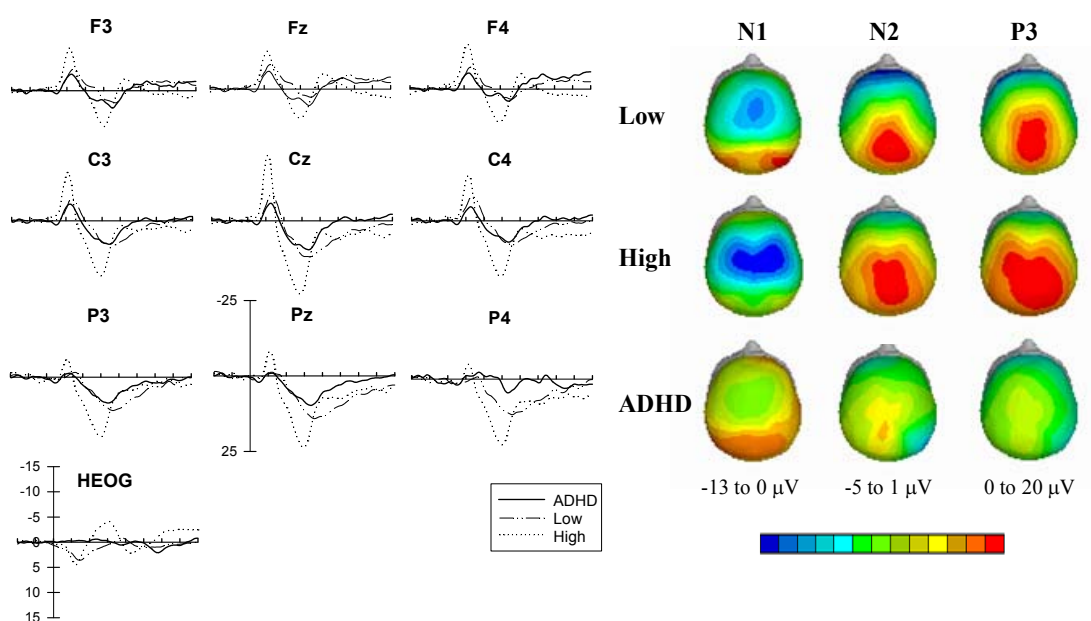 F3
Fz
F4
C3
Cz
C4
-25
P3
Pz
P4
25
-15
HEOG
-10
-5
0
5
10
15
ADHD
Low
High
N1
N2
P3
Low
High
ADHD
-13 to 0 μV
-5 to 1 μV
0 to 20 μV